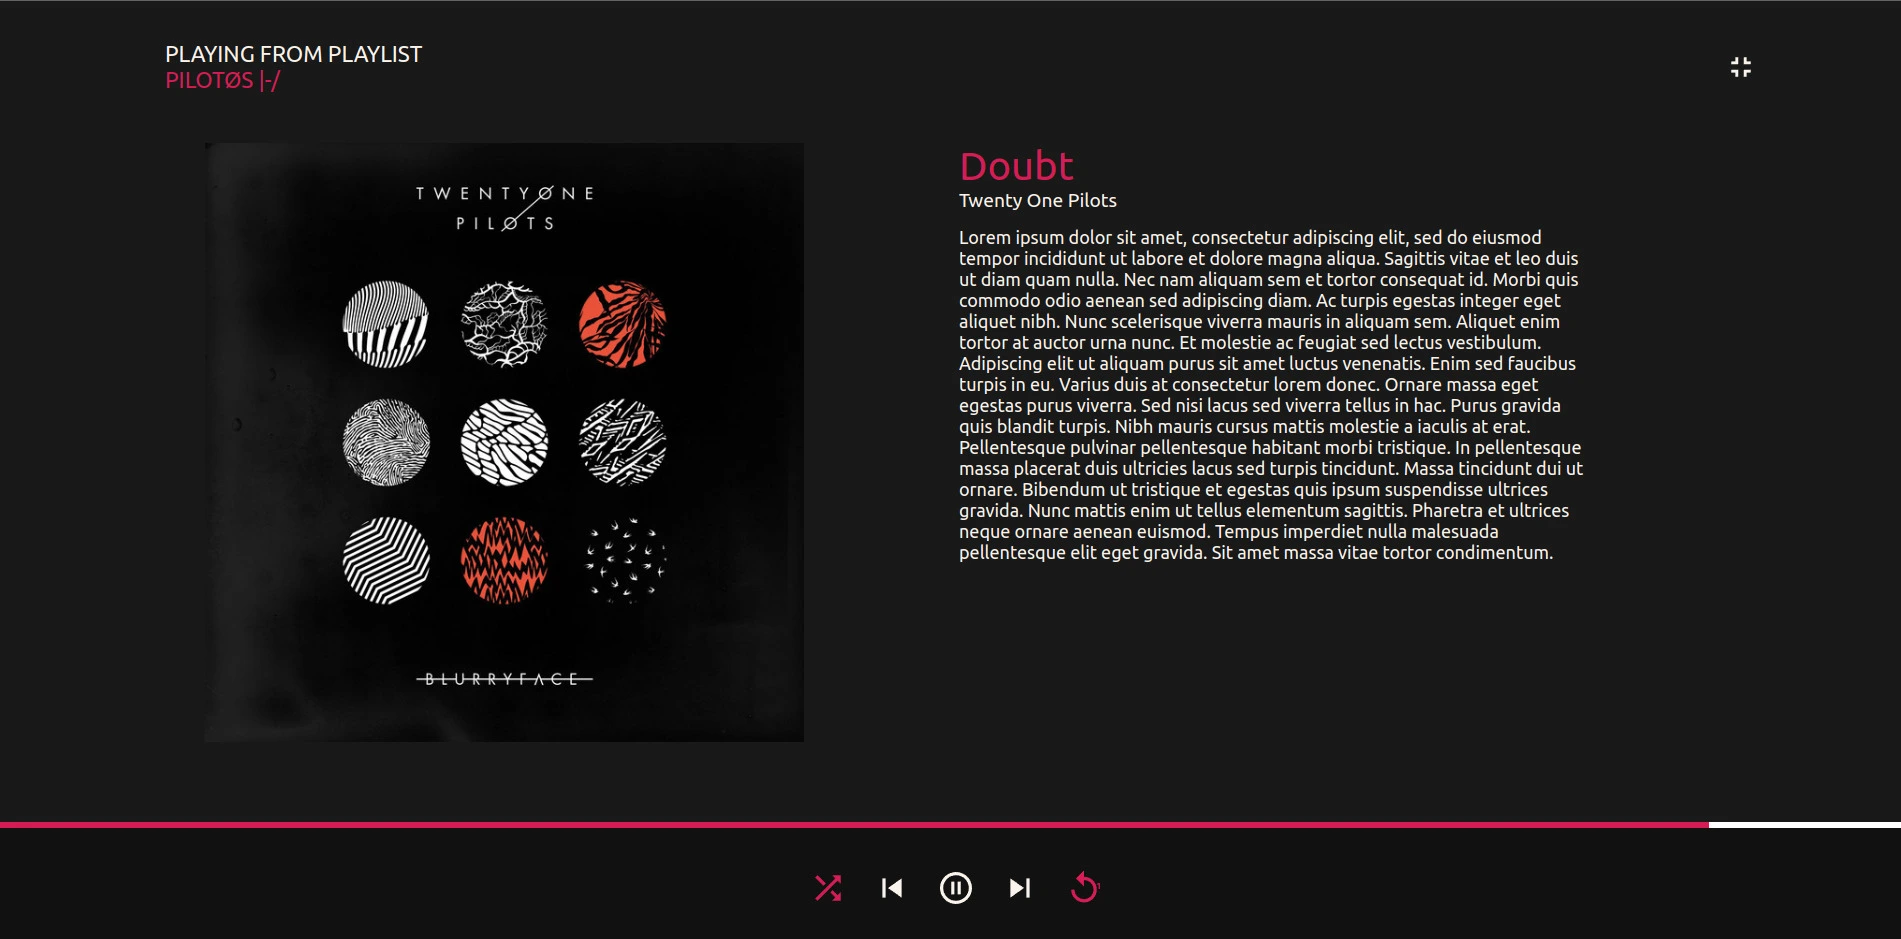 PLAYING FROM PLAYLIST
PILOTØS |-/
TWENTY ØNE
PILØTS
BLURRYFACE
Doubt
Twenty One Pilots
Lorem ipsum dolor sit amet, consectetur adipiscing elit, sed do eiusmod
tempor incididunt ut labore et dolore magna aliqua. Sagittis vitae et leo duis
ut diam quam nulla. Nec nam aliquam sem et tortor consequat id. Morbi quis
commodo odio aenean sed adipiscing diam. Ac turpis egestas integer eget
aliquet nibh. Nunc scelerisque viverra mauris in aliquam sem. Aliquet enim
tortor at auctor urna nunc. Et molestie ac feugiat sed lectus vestibulum.
Adipiscing elit ut aliquam purus sit amet luctus venenatis. Enim sed faucibus
turpis in eu. Varius duis at consectetur lorem donec. Ornare massa eget
egestas purus viverra. Sed nisi lacus sed viverra tellus in hac. Purus gravida
quis blandit turpis. Nibh mauris cursus mattis molestie a iaculis at erat.
Pellentesque pulvinar pellentesque habitant morbi tristique. In pellentesque
massa placerat duis ultricies lacus sed turpis tincidunt. Massa tincidunt dui ut
ornare. Bibendum ut tristique et egestas quis ipsum suspendisse ultrices
gravida. Nunc mattis enim ut tellus elementum sagittis. Pharetra et ultrices
neque ornare aenean euismod. Tempus imperdiet nulla malesuada
pellentesque elit eget gravida. Sit amet massa vitae tortor condimentum.
1